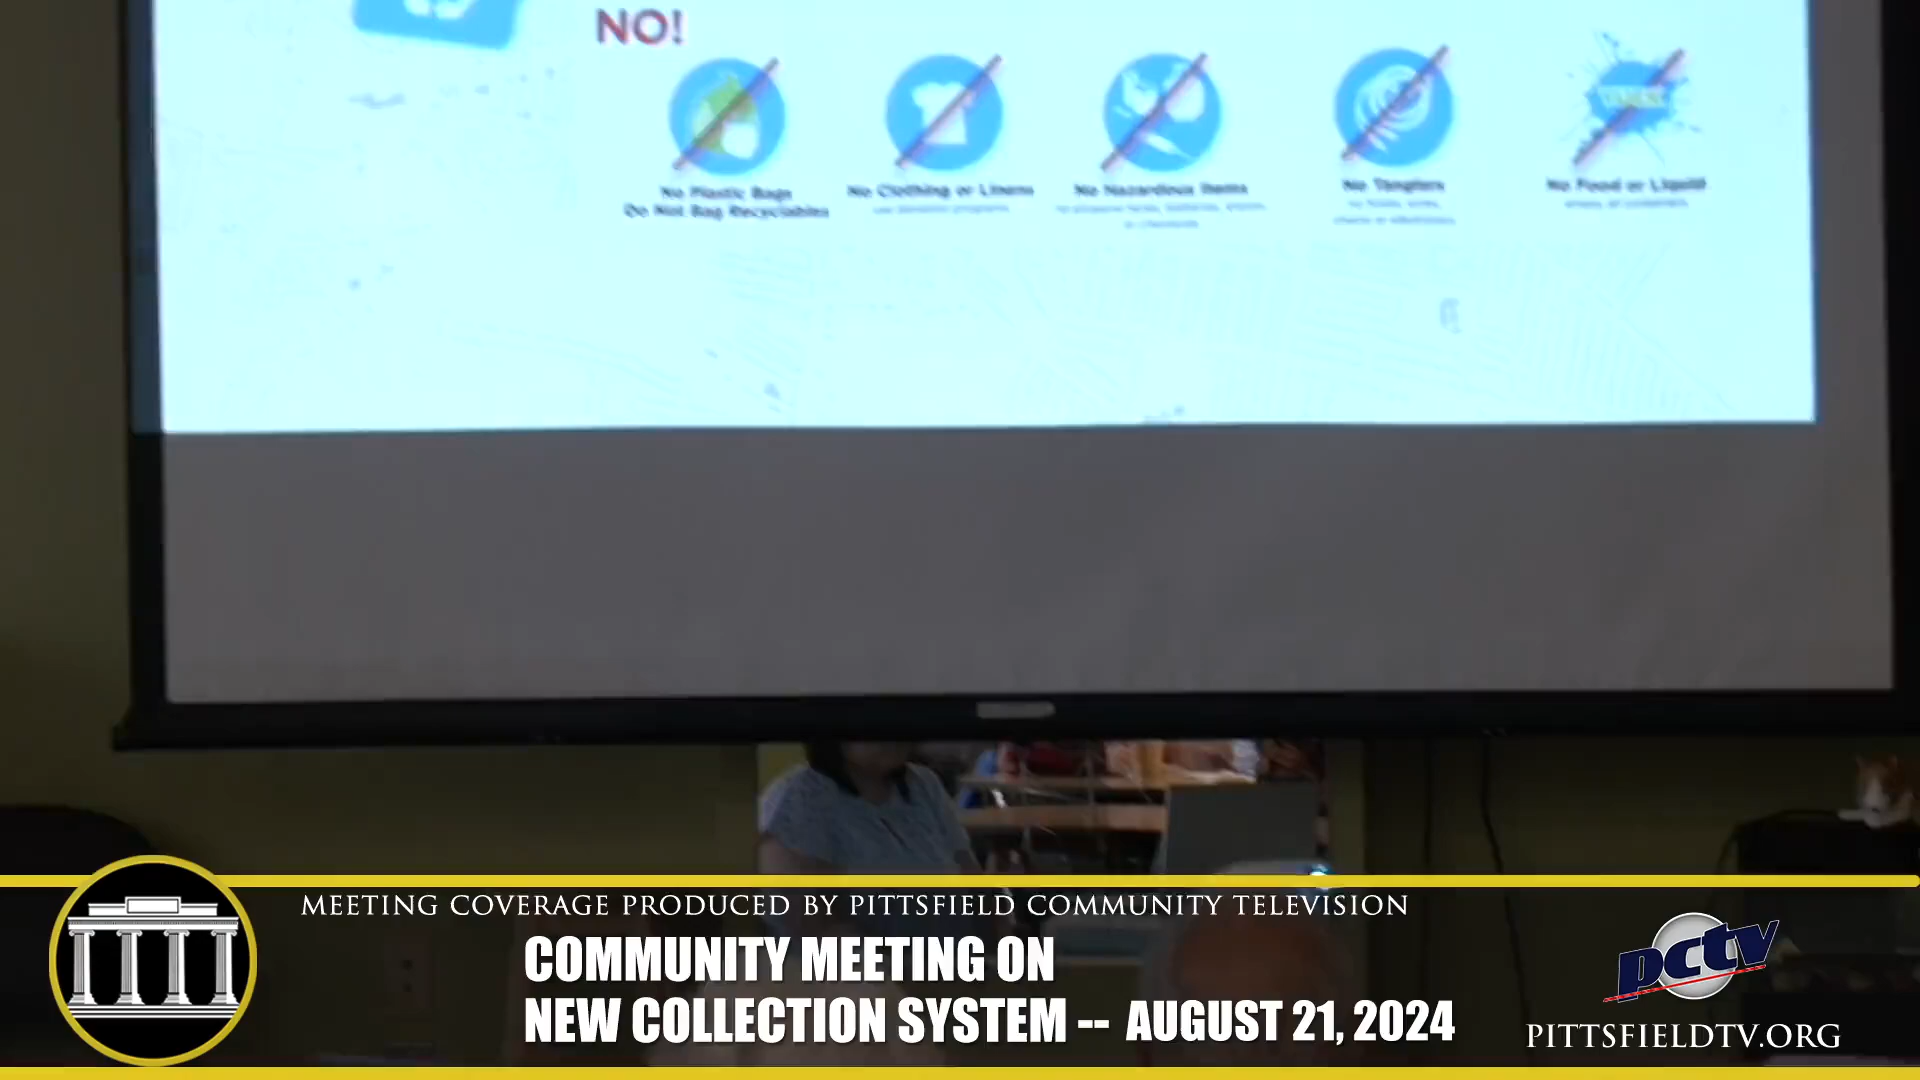 NO!
No Plastic Bags
Do Not Bag Recyclables
No Clothing or Linens
No Hazardous Items
No Tanglers
No Food or Liquid
MEETING COVERAGE PRODUCED BY PITTSFIELD COMMUNITY TELEVISION
COMMUNITY MEETING ON
NEW COLLECTION SYSTEM -- AUGUST 21, 2024
pctv
PITTSFIELDTV.ORG